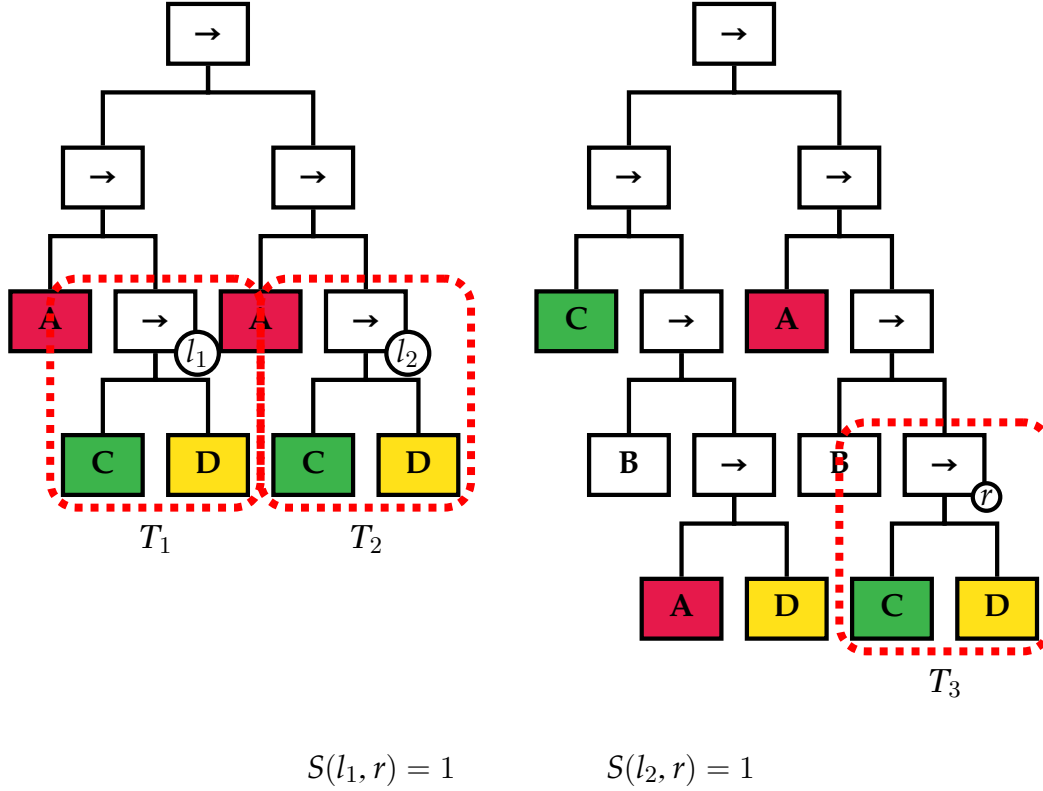 → →
→ → → →
A → A → C → A →
l₁ l₂
C D C D B → B →
r
T₁ T₂
A D C D
T₃
S(l₁, r) = 1 S(l₂, r) = 1